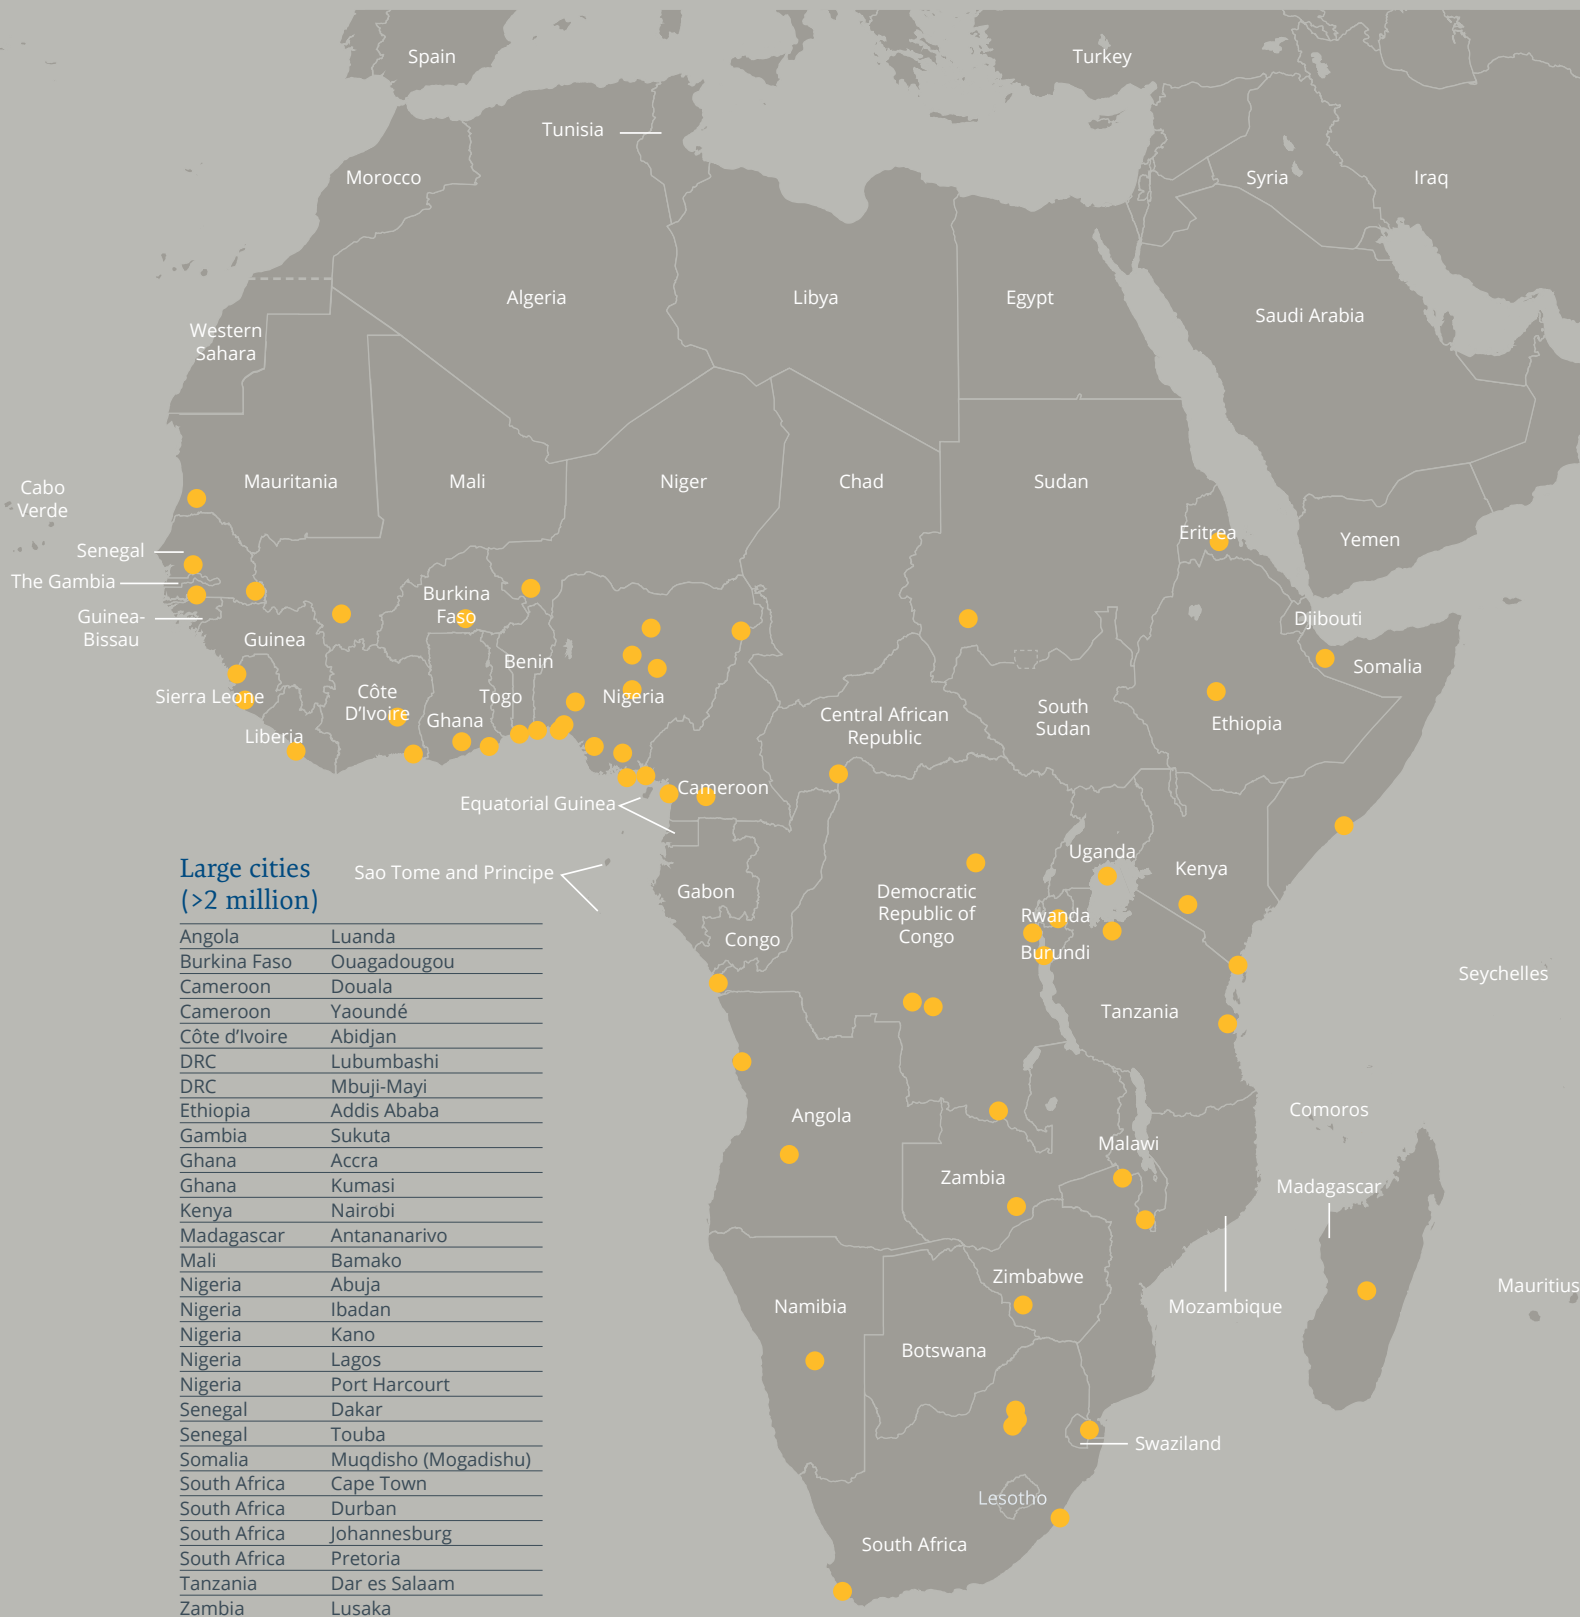 Spain
Turkey
Tunisia
Morocco
Syria
Iraq
Algeria
Libya
Egypt
Saudi Arabia
Western
Sahara
Mauritania
Mali
Niger
Chad
Sudan
Cabo
Verde
Eritrea
Yemen
Senegal
The Gambia
Burkina
Faso
Guinea-
Bissau
Guinea
Djibouti
Benin
Somalia
Sierra Leone
Côte
D'Ivoire
Togo
Nigeria
Ghana
Central African
Republic
South
Sudan
Ethiopia
Liberia
Cameroon
Equatorial Guinea
Uganda
Kenya
Sao Tome and Principe
Gabon
Democratic
Republic of
Congo
Rwanda
Congo
Burundi
Seychelles
Tanzania
Angola
Comoros
Malawi
Zambia
Madagascar
Zimbabwe
Mauritius
Namibia
Mozambique
Botswana
Swaziland
Lesotho
South Africa
Large cities
(>2 million)
Angola Luanda
Burkina Faso Ouagadougou
Cameroon Douala
Cameroon Yaoundé
Côte d'Ivoire Abidjan
DRC Lubumbashi
DRC Mbuji-Mayi
Ethiopia Addis Ababa
Gambia Sukuta
Ghana Accra
Ghana Kumasi
Kenya Nairobi
Madagascar Antananarivo
Mali Bamako
Nigeria Abuja
Nigeria Ibadan
Nigeria Kano
Nigeria Lagos
Nigeria Port Harcourt
Senegal Dakar
Senegal Touba
Somalia Muqdisho (Mogadishu)
South Africa Cape Town
South Africa Durban
South Africa Johannesburg
South Africa Pretoria
Tanzania Dar es Salaam
Zambia Lusaka